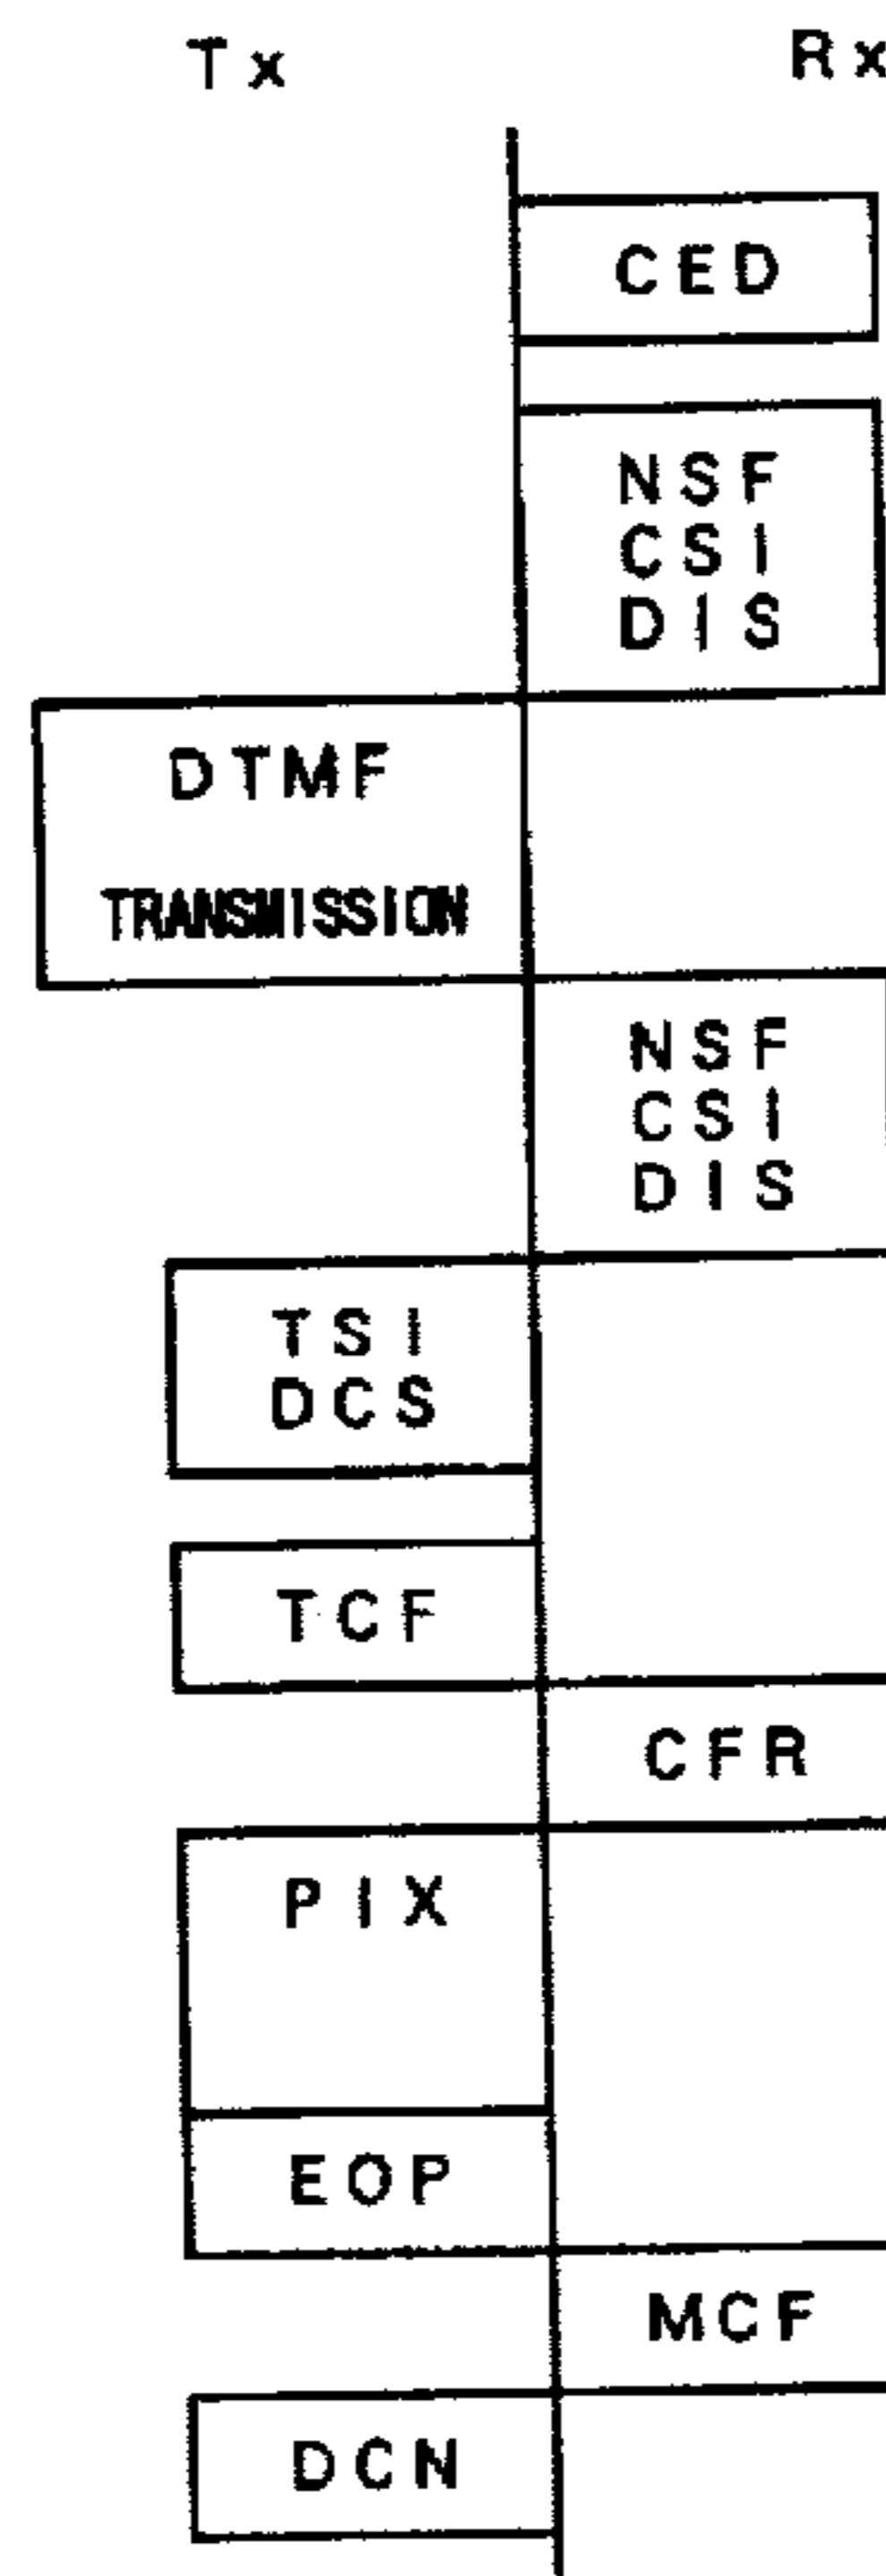 Tx Rx
CED
NSF
CSI
DIS
DTMF
TRANSMISSION
NSF
CSI
DIS
TSI
DCS
TCF
CFR
PIX
EOP
MCF
DCN